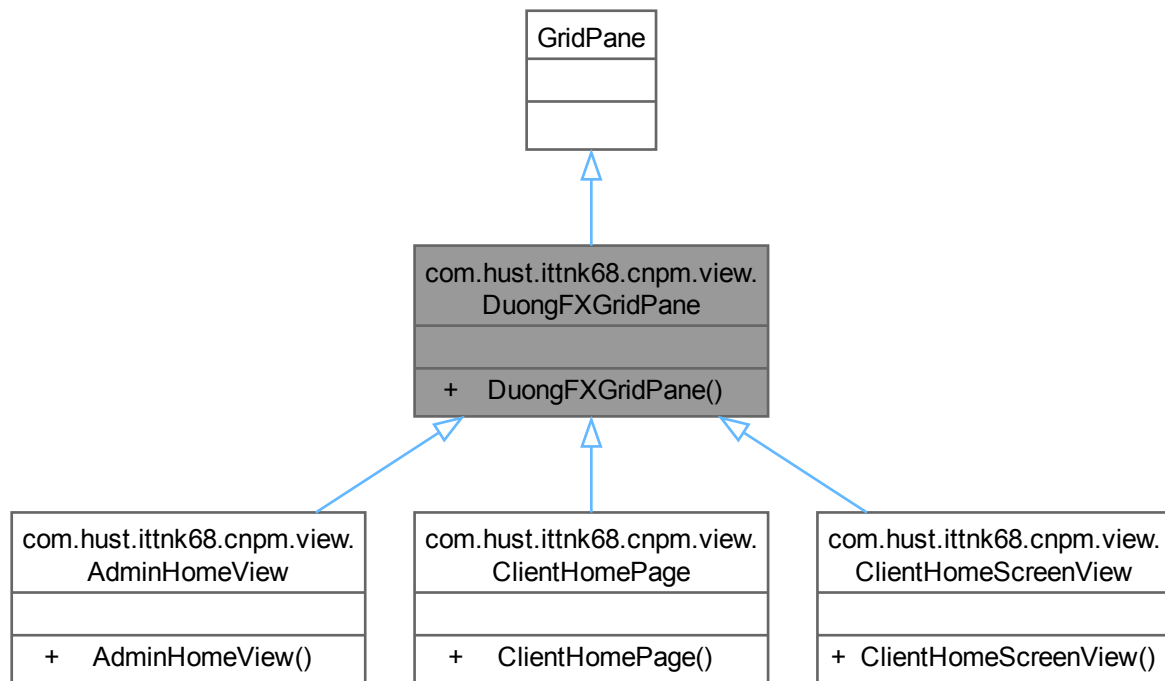 GridPane
com.hust.ittnk68.cnpm.view.
DuongFXGridPane
+ DuongFXGridPane()
com.hust.ittnk68.cnpm.view.
AdminHomeView
+ AdminHomeView()
com.hust.ittnk68.cnpm.view.
ClientHomePage
+ ClientHomePage()
com.hust.ittnk68.cnpm.view.
ClientHomeScreenView
+ ClientHomeScreenView()